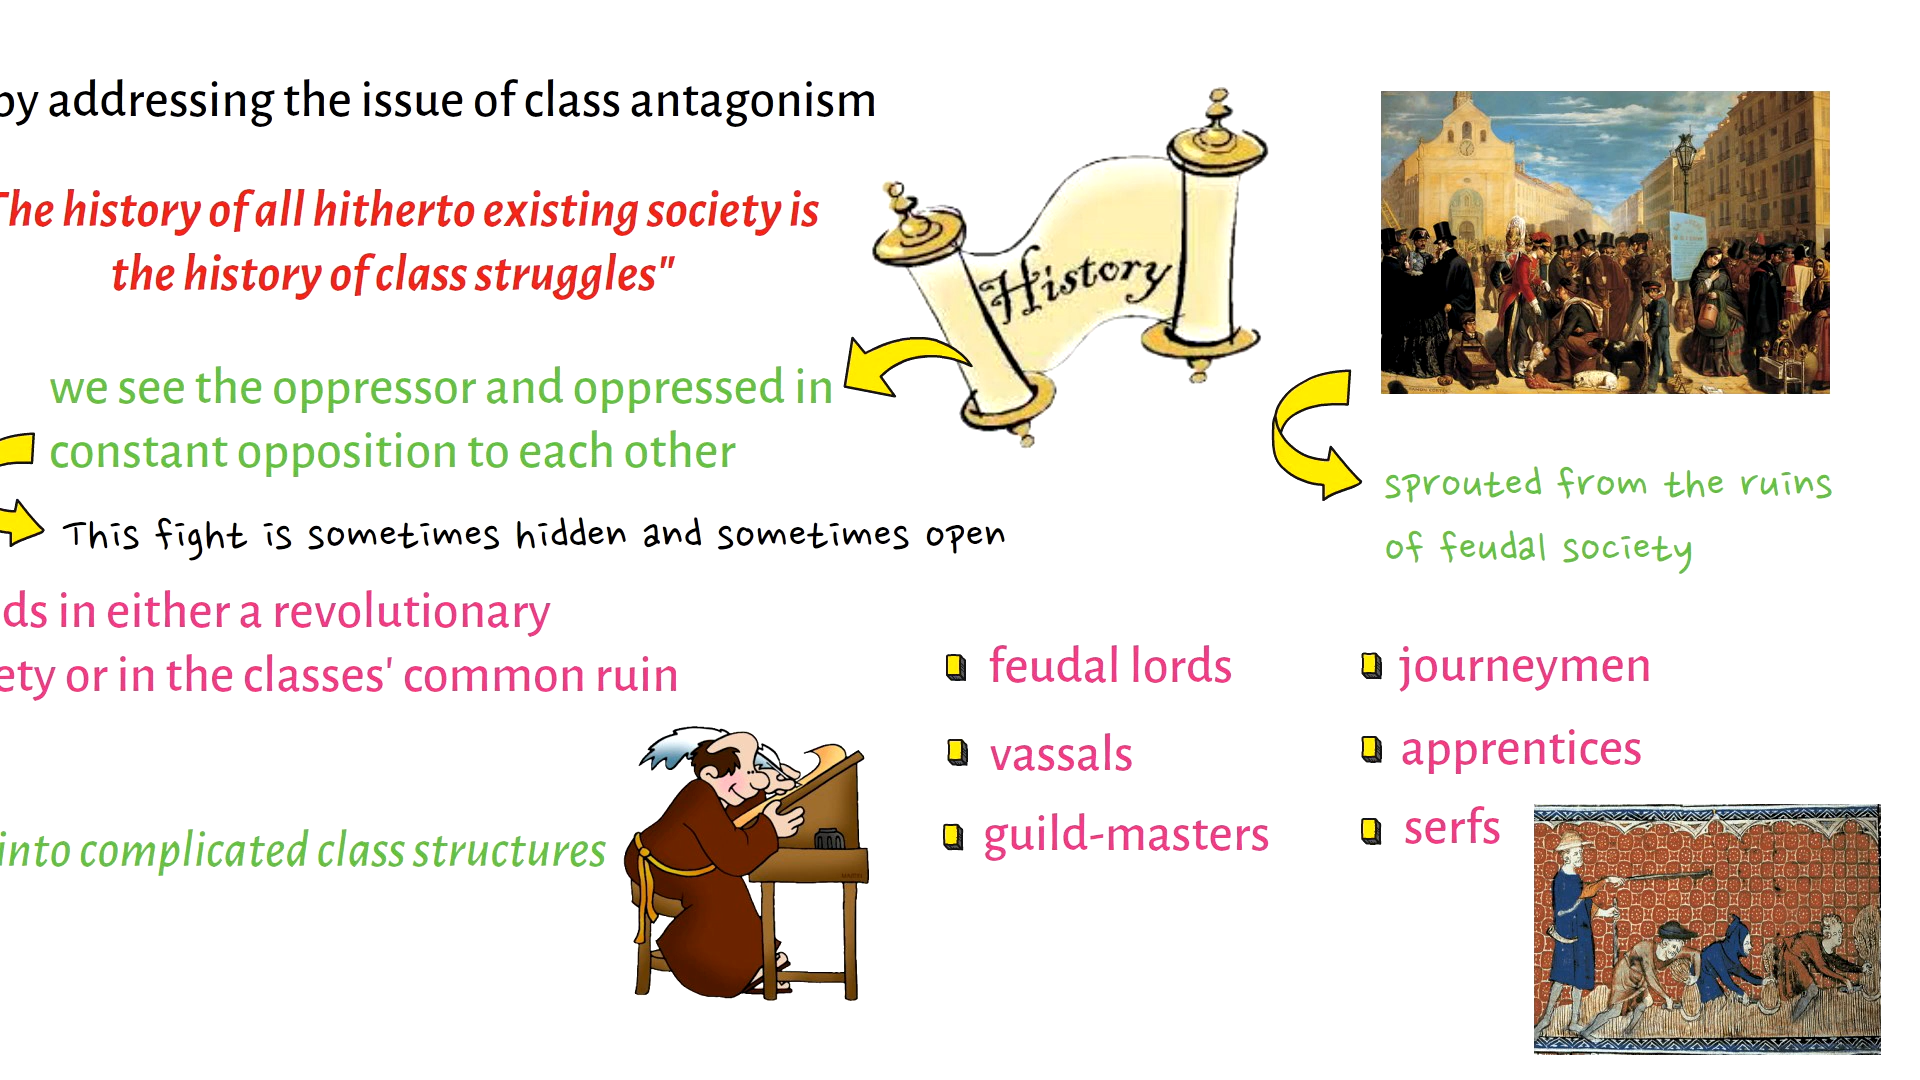 by addressing the issue of class antagonism
The history of all hitherto existing society is
the history of class struggles"
History
we see the oppressor and oppressed in
constant opposition to each other
This fight is sometimes hidden and sometimes open
ds in either a revolutionary
ety or in the classes' common ruin
into complicated class structures
sprouted from the ruins
of feudal society
feudal lords
vassals
guild-masters
journeymen
apprentices
serfs